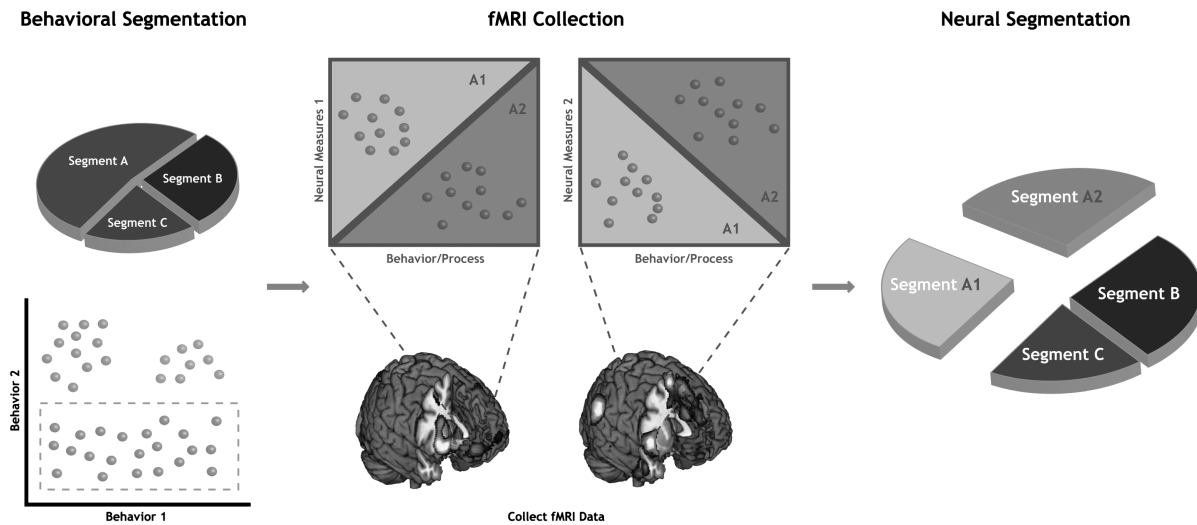 Behavioral Segmentation
fMRI Collection
Neural Segmentation
Segment A
Segment B
Segment C
Behavior 2
Behavior 1
Neural Measures 1
A1
A2
Behavior/Process
Neural Measures 2
A2
A1
Behavior/Process
Collect fMRI Data
Segment A2
Segment A1
Segment B
Segment C